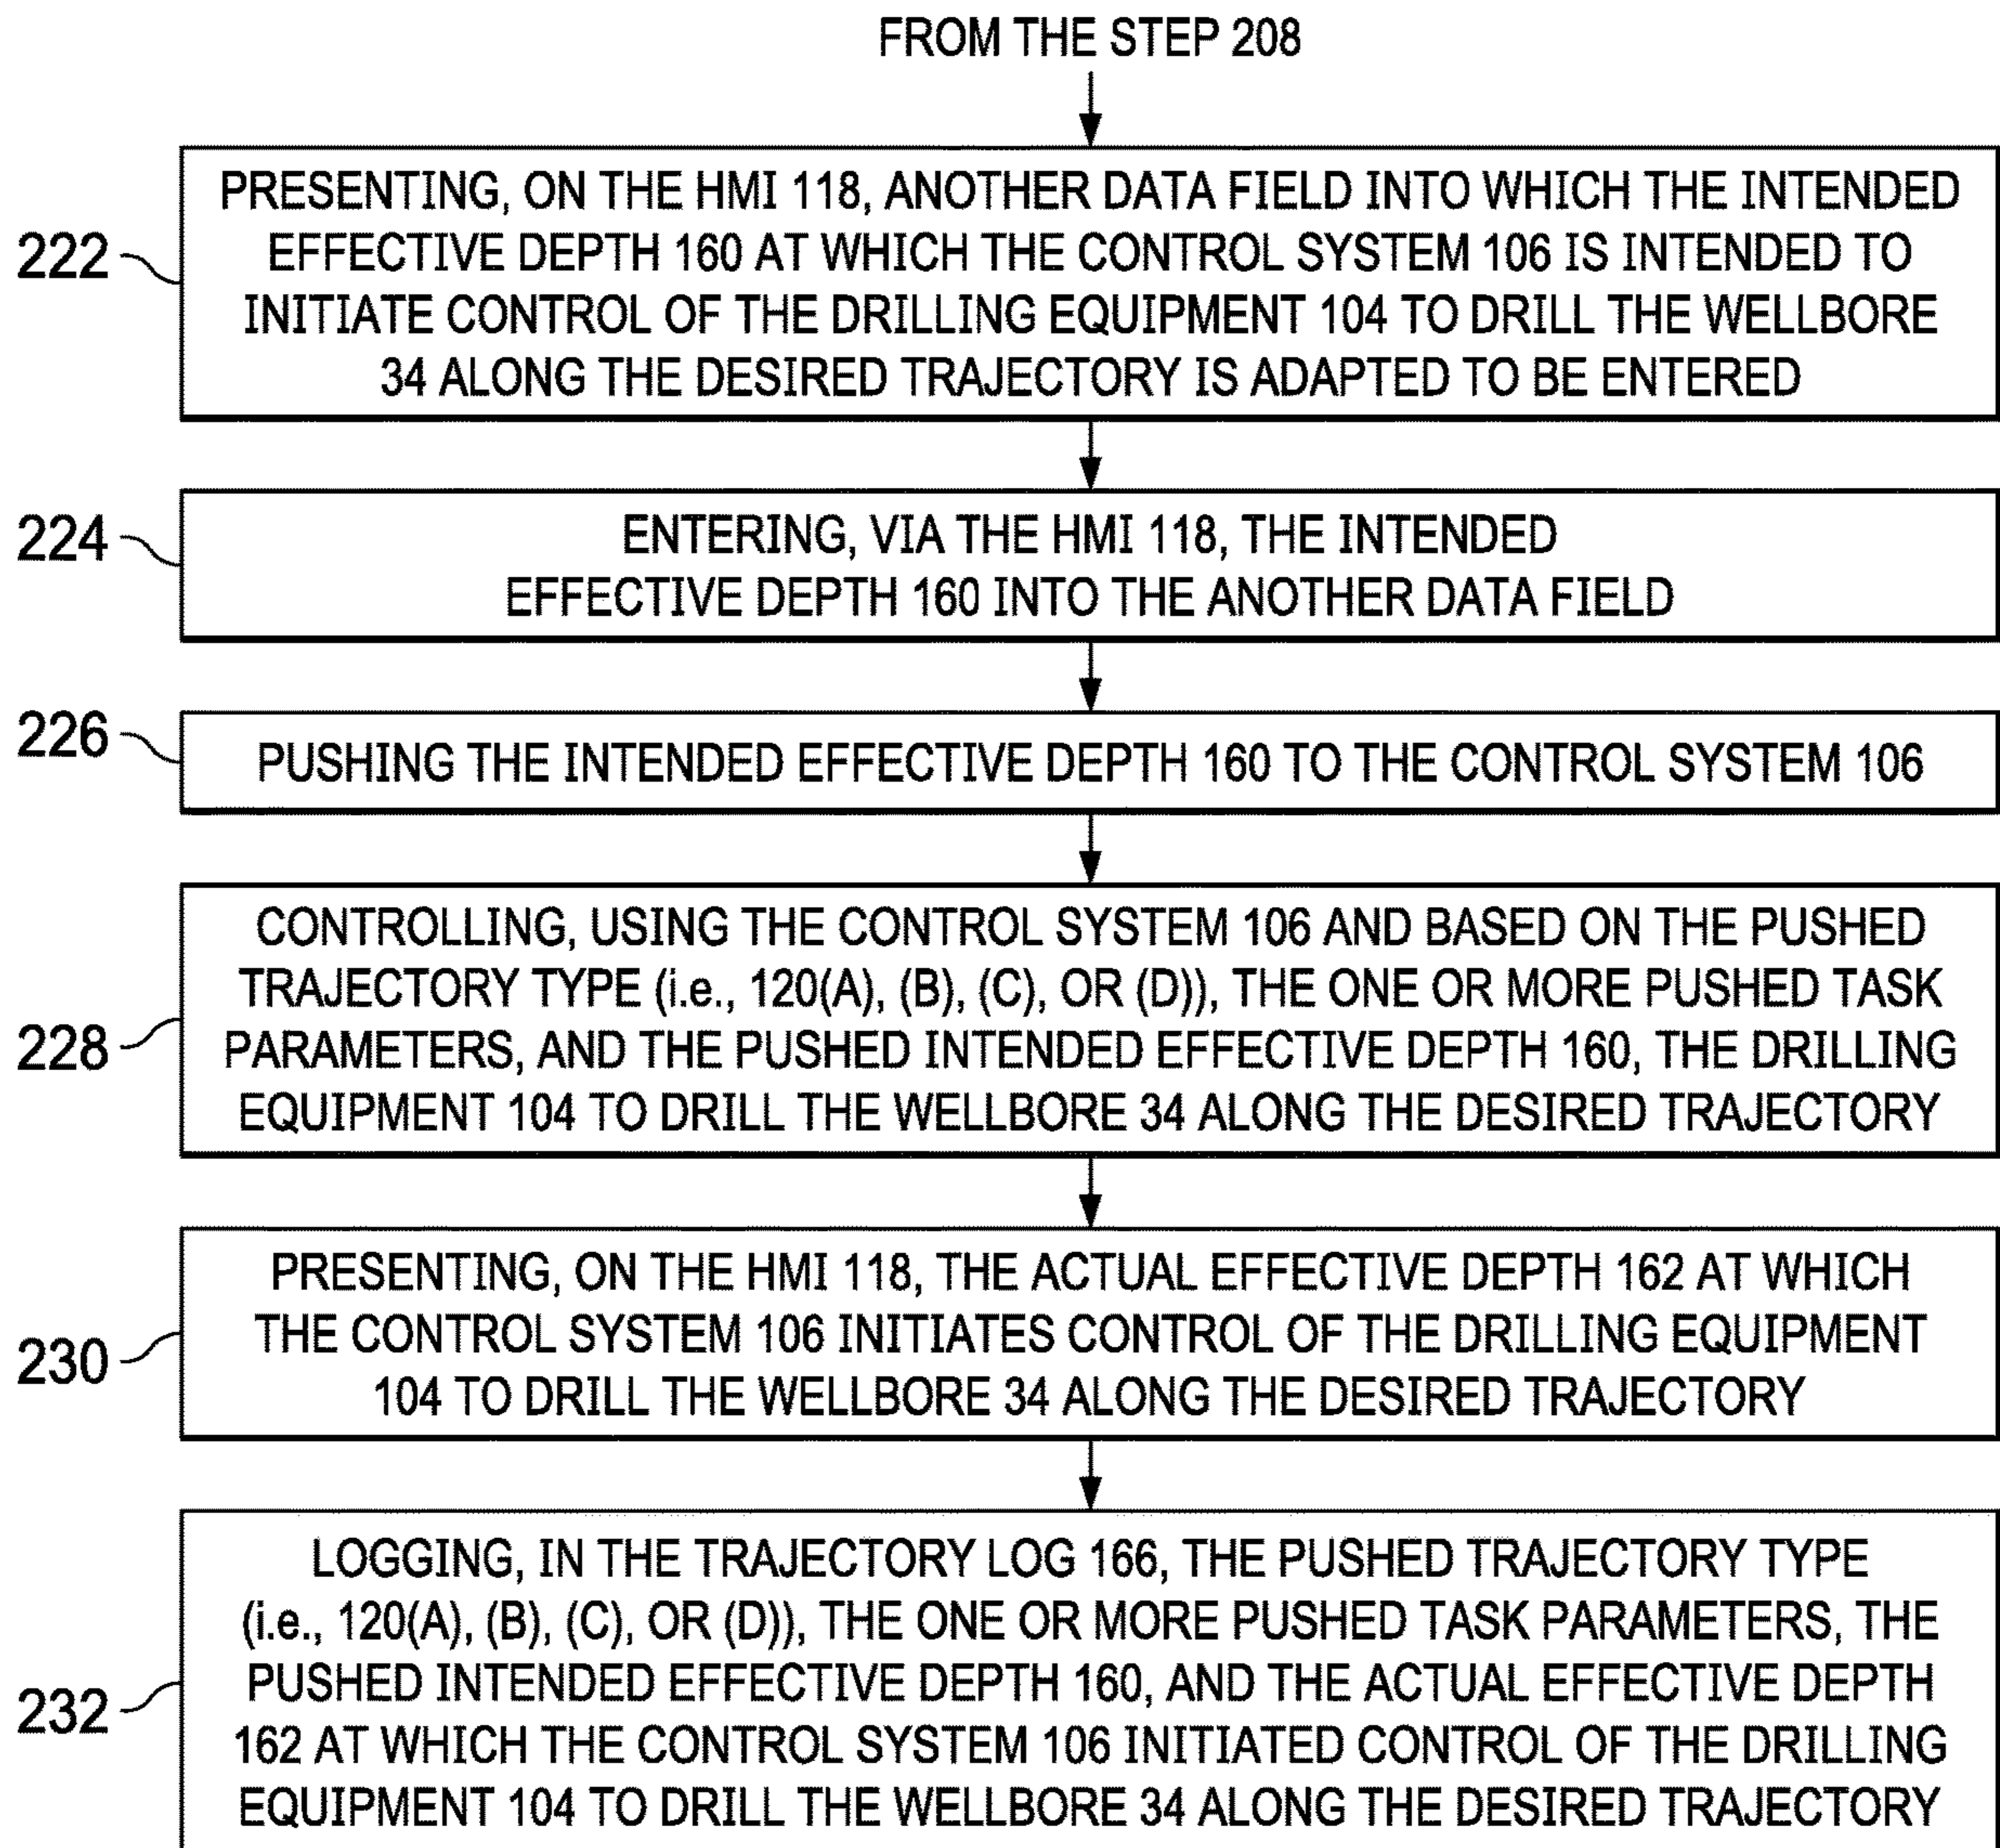 FROM THE STEP 208
222
PRESENTING, ON THE HMI 118, ANOTHER DATA FIELD INTO WHICH THE INTENDED
EFFECTIVE DEPTH 160 AT WHICH THE CONTROL SYSTEM 106 IS INTENDED TO
INITIATE CONTROL OF THE DRILLING EQUIPMENT 104 TO DRILL THE WELLBORE
34 ALONG THE DESIRED TRAJECTORY IS ADAPTED TO BE ENTERED
224
ENTERING, VIA THE HMI 118, THE INTENDED
EFFECTIVE DEPTH 160 INTO THE ANOTHER DATA FIELD
226
PUSHING THE INTENDED EFFECTIVE DEPTH 160 TO THE CONTROL SYSTEM 106
228
CONTROLLING, USING THE CONTROL SYSTEM 106 AND BASED ON THE PUSHED
TRAJECTORY TYPE (i.e., 120(A), (B), (C), OR (D)), THE ONE OR MORE PUSHED TASK
PARAMETERS, AND THE PUSHED INTENDED EFFECTIVE DEPTH 160, THE DRILLING
EQUIPMENT 104 TO DRILL THE WELLBORE 34 ALONG THE DESIRED TRAJECTORY
230
PRESENTING, ON THE HMI 118, THE ACTUAL EFFECTIVE DEPTH 162 AT WHICH
THE CONTROL SYSTEM 106 INITIATES CONTROL OF THE DRILLING EQUIPMENT
104 TO DRILL THE WELLBORE 34 ALONG THE DESIRED TRAJECTORY
232
LOGGING, IN THE TRAJECTORY LOG 166, THE PUSHED TRAJECTORY TYPE
(i.e., 120(A), (B), (C), OR (D)), THE ONE OR MORE PUSHED TASK PARAMETERS, THE
PUSHED INTENDED EFFECTIVE DEPTH 160, AND THE ACTUAL EFFECTIVE DEPTH
162 AT WHICH THE CONTROL SYSTEM 106 INITIATED CONTROL OF THE DRILLING
EQUIPMENT 104 TO DRILL THE WELLBORE 34 ALONG THE DESIRED TRAJECTORY